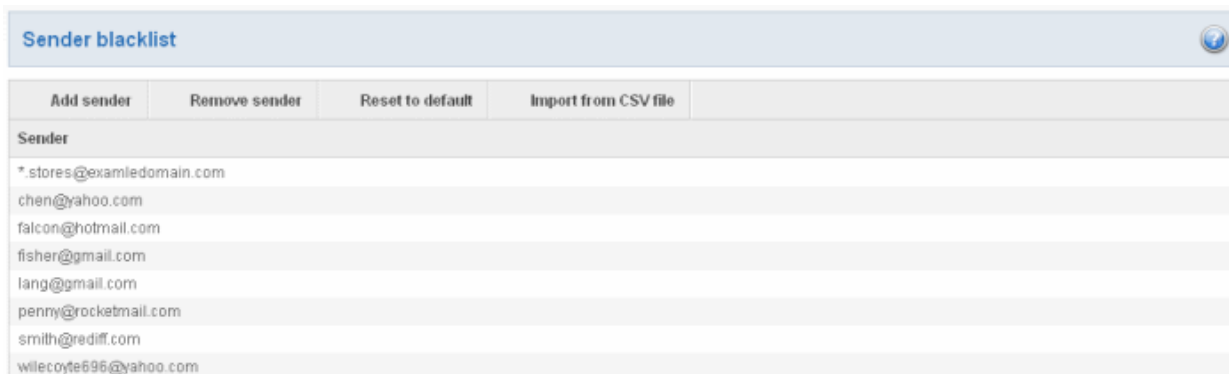 Sender blacklist
Add sender Remove sender Reset to default Import from CSV file
Sender
*.stores@examledomain.com
chen@yahoo.com
falcon@hotmail.com
fisher@gmail.com
lang@gmail.com
penny@rocketmail.com
smith@rediff.com
wilecoyte696@yahoo.com